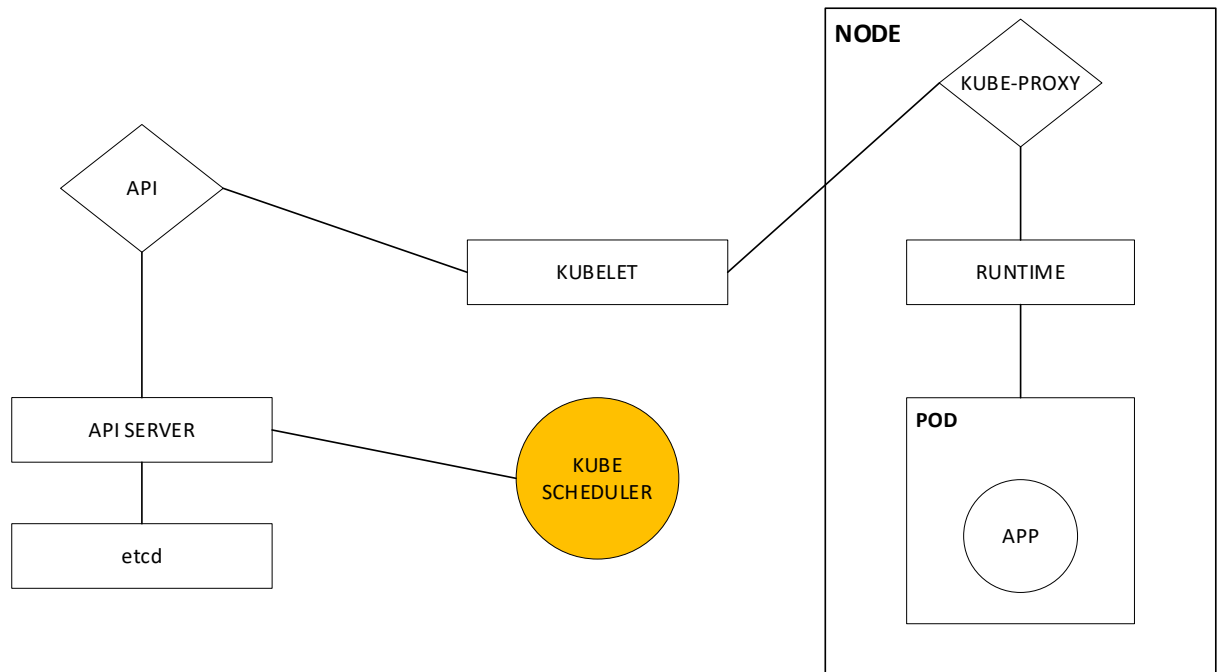 NODE
KUBE-PROXY
API
KUBELET
RUNTIME
API SERVER
POD
KUBE
SCHEDULER
APP
etcd